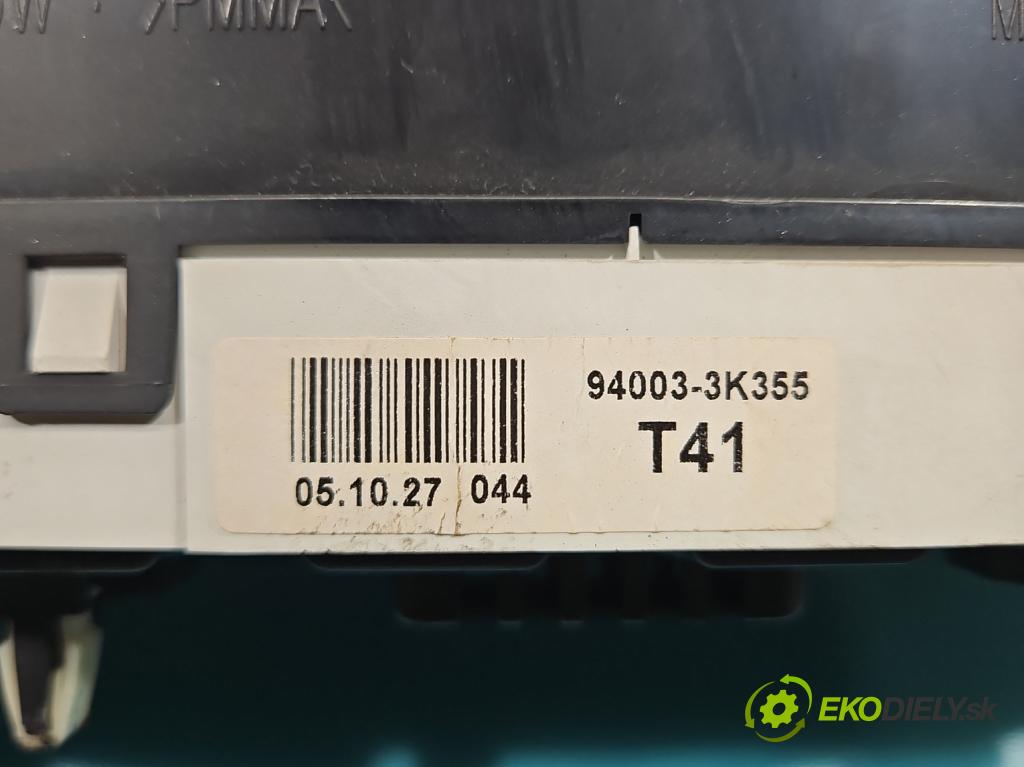 >PMMA<
94003-3K355
T41
05.10.27 044
EKODIELY.sk